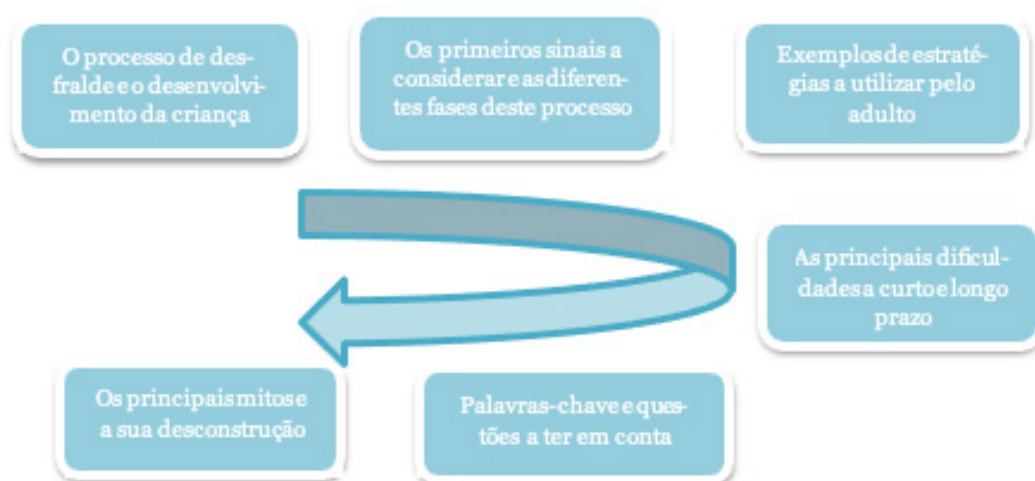 O processo de des-
fralde e o desenvolvi-
mento da criança
Os primeiros sinais a
considerar e as diferen-
tes fases deste processo
Exemplos de estraté-
gias a utilizar pelo
adulto
As principais dificul-
dades a curto e longo
prazo
Palavras-chave e ques-
tões a ter em conta
Os principais mitos e
a sua desconstrução